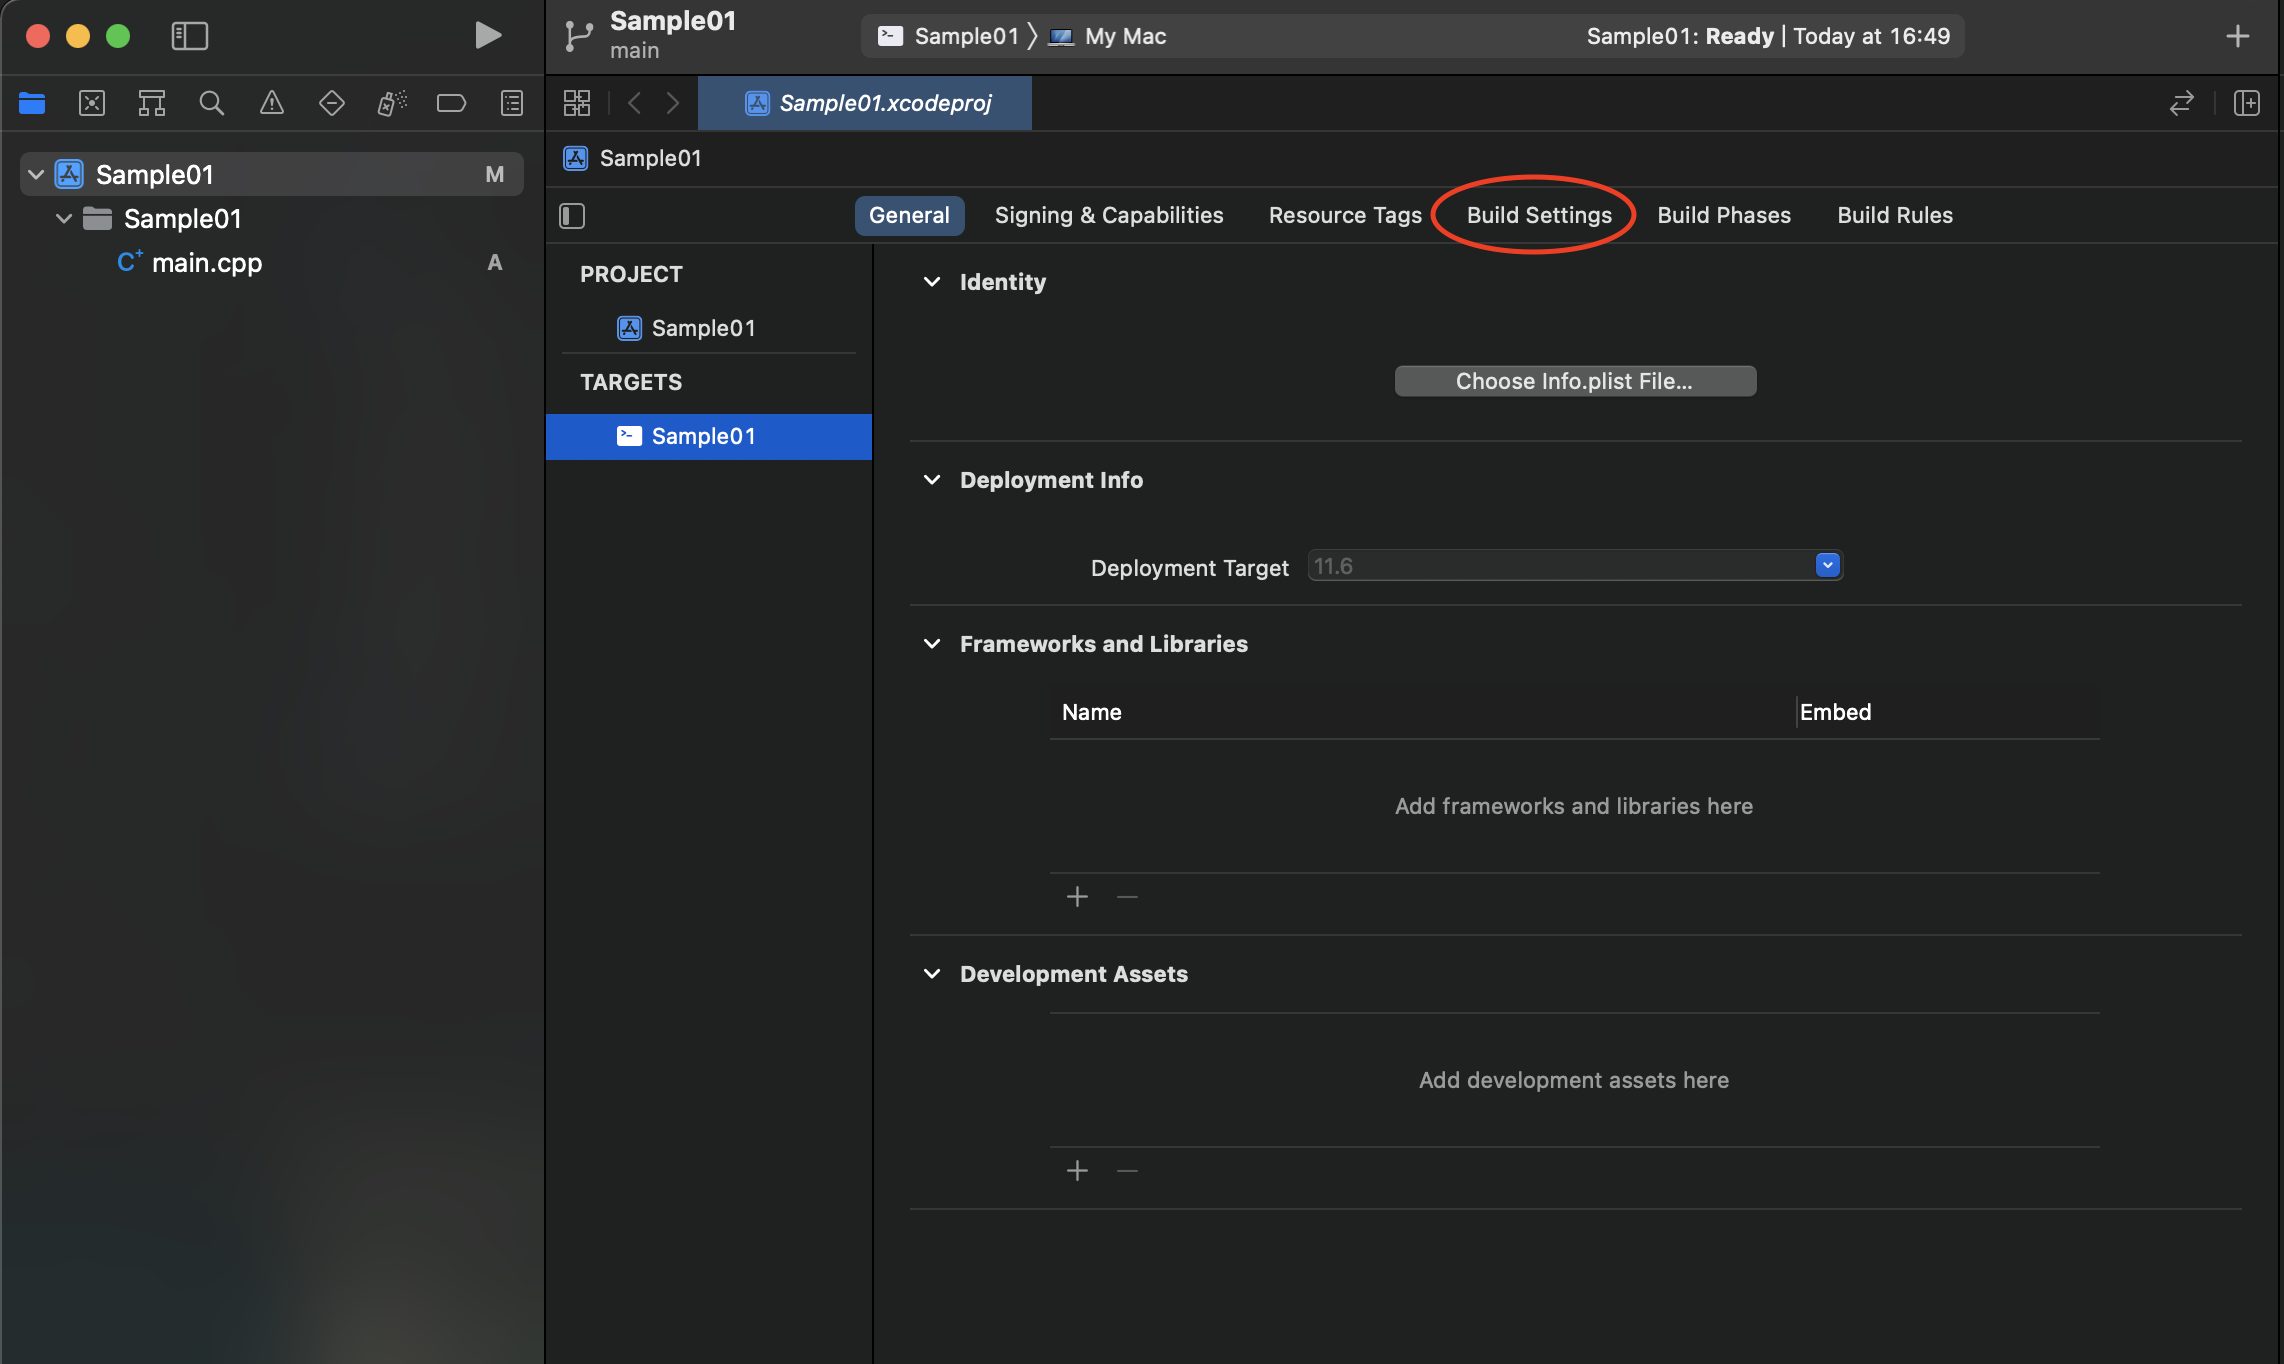 Sample01
main
Sample01 〉 My Mac
Sample01: Ready | Today at 16:49
Sample01.xcodeproj
Sample01 M
Sample01
main.cpp A
Sample01
General Signing & Capabilities Resource Tags Build Settings Build Phases Build Rules
PROJECT
Sample01
TARGETS
Sample01
Identity
Choose Info.plist File...
Deployment Info
Deployment Target 11.6
Frameworks and Libraries
Name Embed
Add frameworks and libraries here
Development Assets
Add development assets here